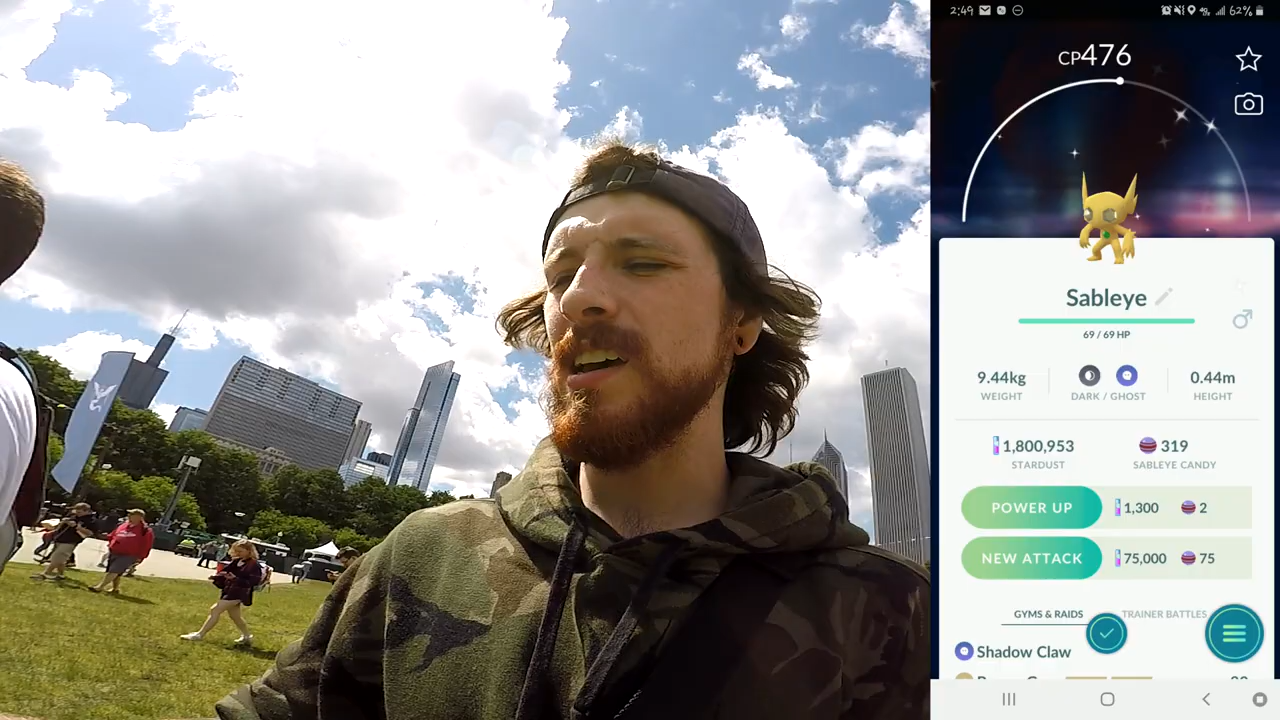 2:49
62%
CP476
Sableye
69 / 69 HP
9.44kg
WEIGHT
DARK / GHOST
0.44m
HEIGHT
1,800,953
STARDUST
319
SABLEYE CANDY
POWER UP 1,300 2
NEW ATTACK 75,000 75
GYMS & RAIDS TRAINER BATTLES
Shadow Claw